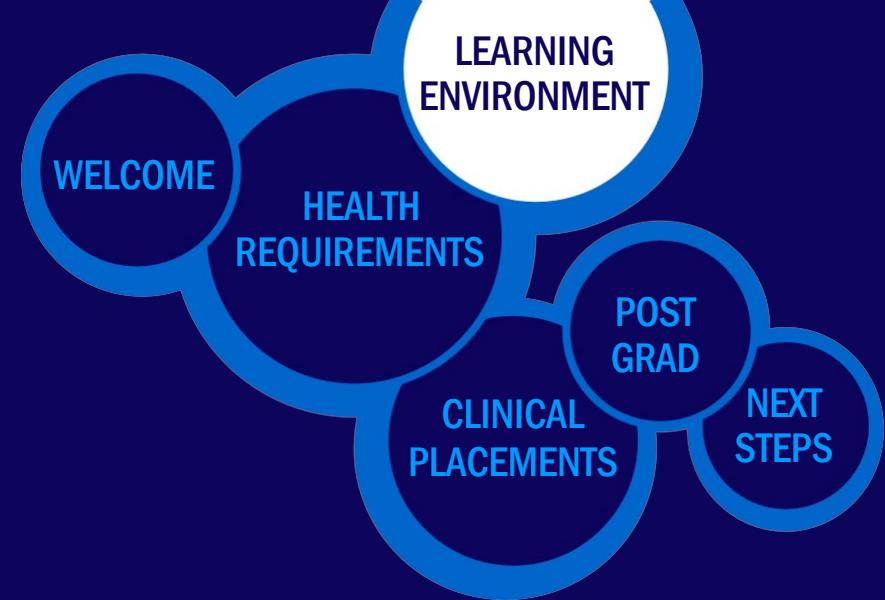 LEARNING
ENVIRONMENT
WELCOME
HEALTH
REQUIREMENTS
POST
GRAD
CLINICAL
PLACEMENTS
NEXT
STEPS